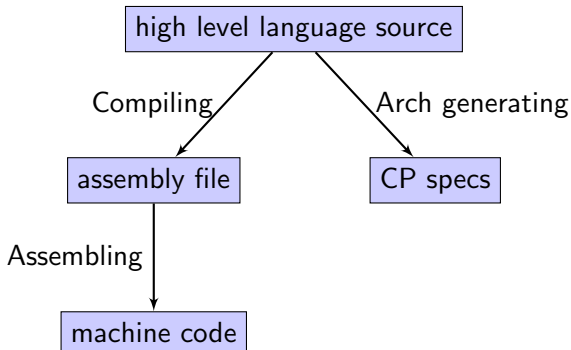 high level language source
Compiling
Arch generating
assembly file
CP specs
Assembling
machine code